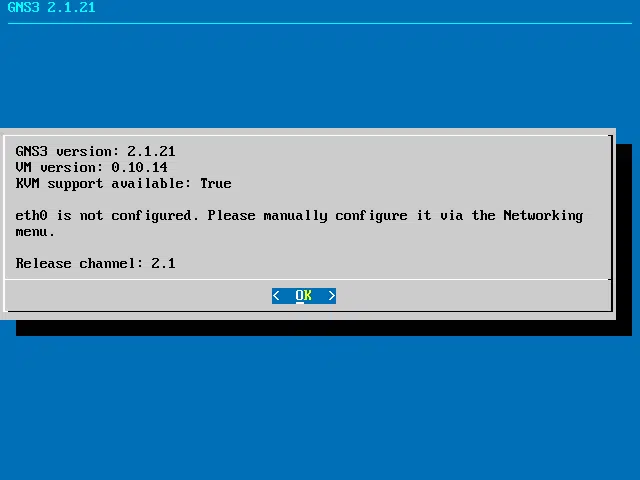 GNS3 2.1.21
GNS3 version: 2.1.21
VM version: 0.10.14
KVM support available: True
eth0 is not configured. Please manually configure it via the Networking
menu.
Release channel: 2.1
< OK >